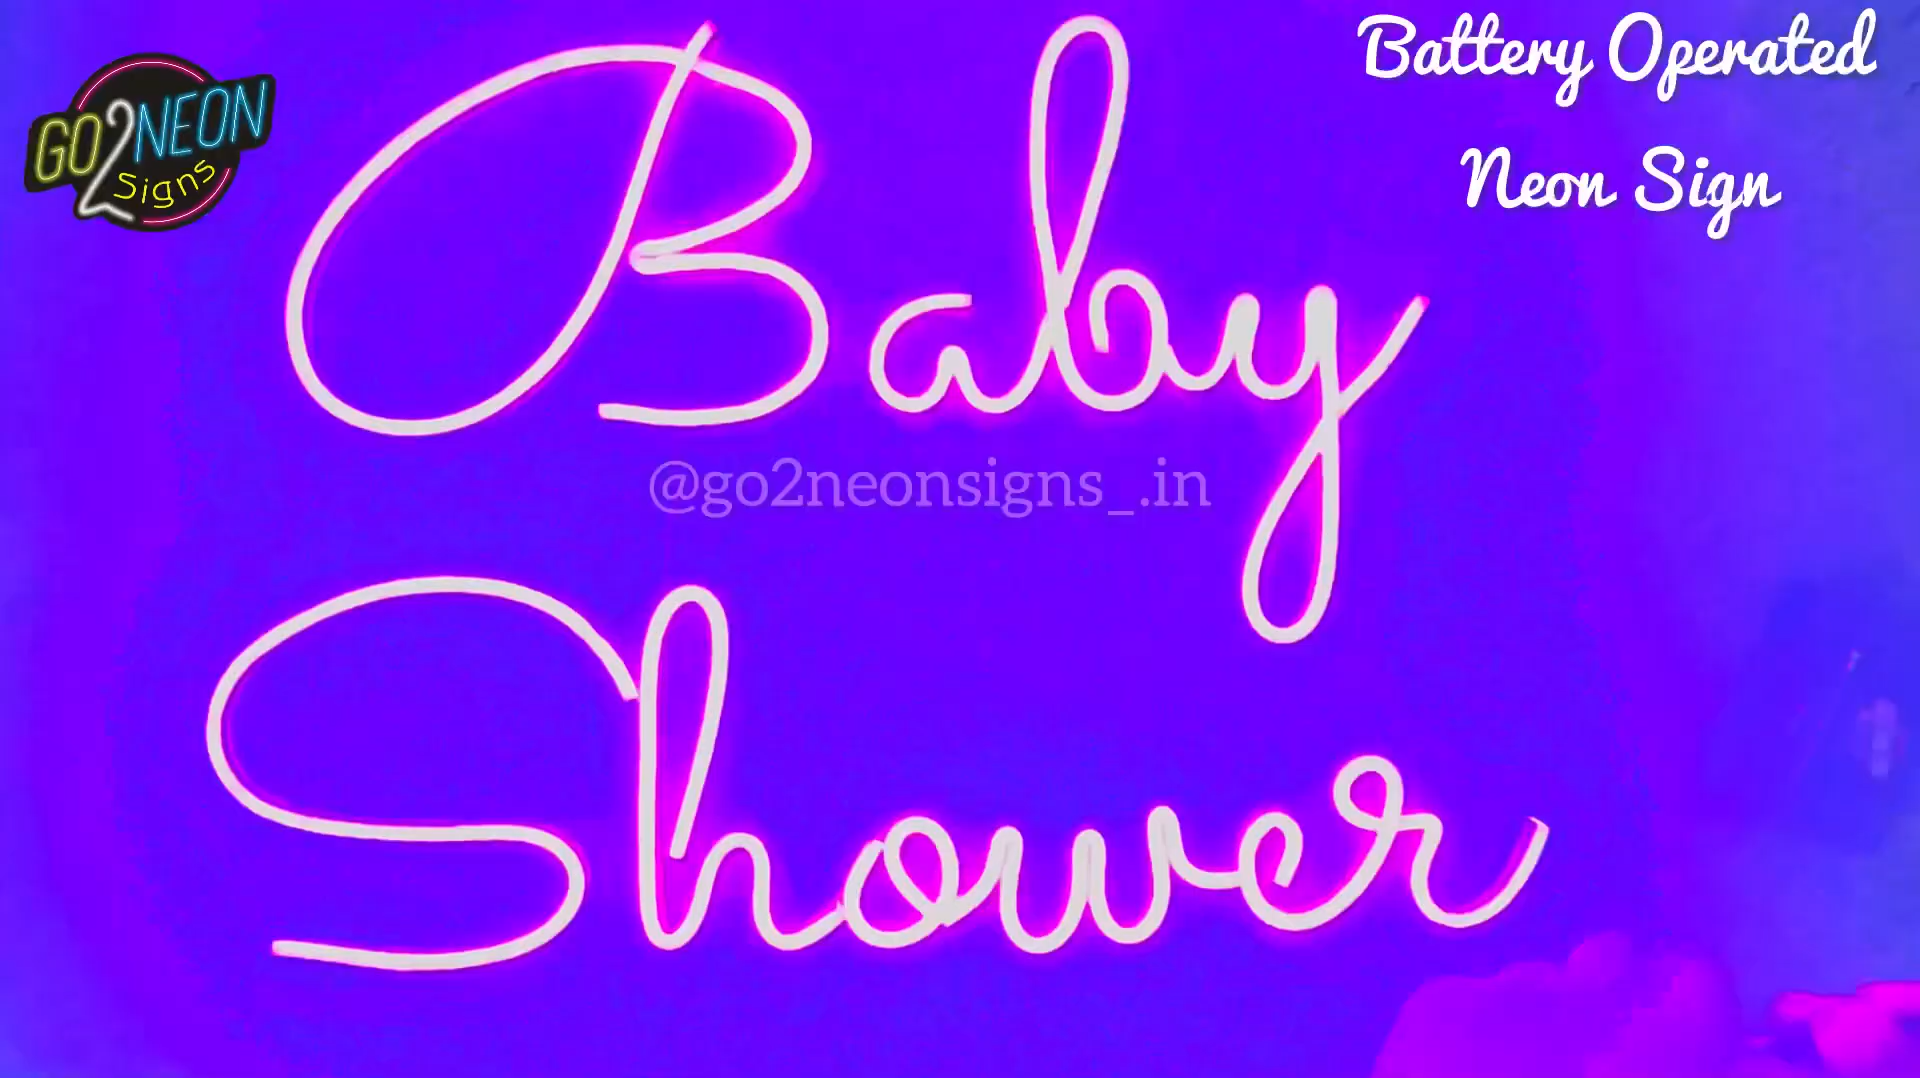 GO2NEON
Signs
Battery Operated
Neon Sign
Baby
@go2neonsigns_.in
Shower